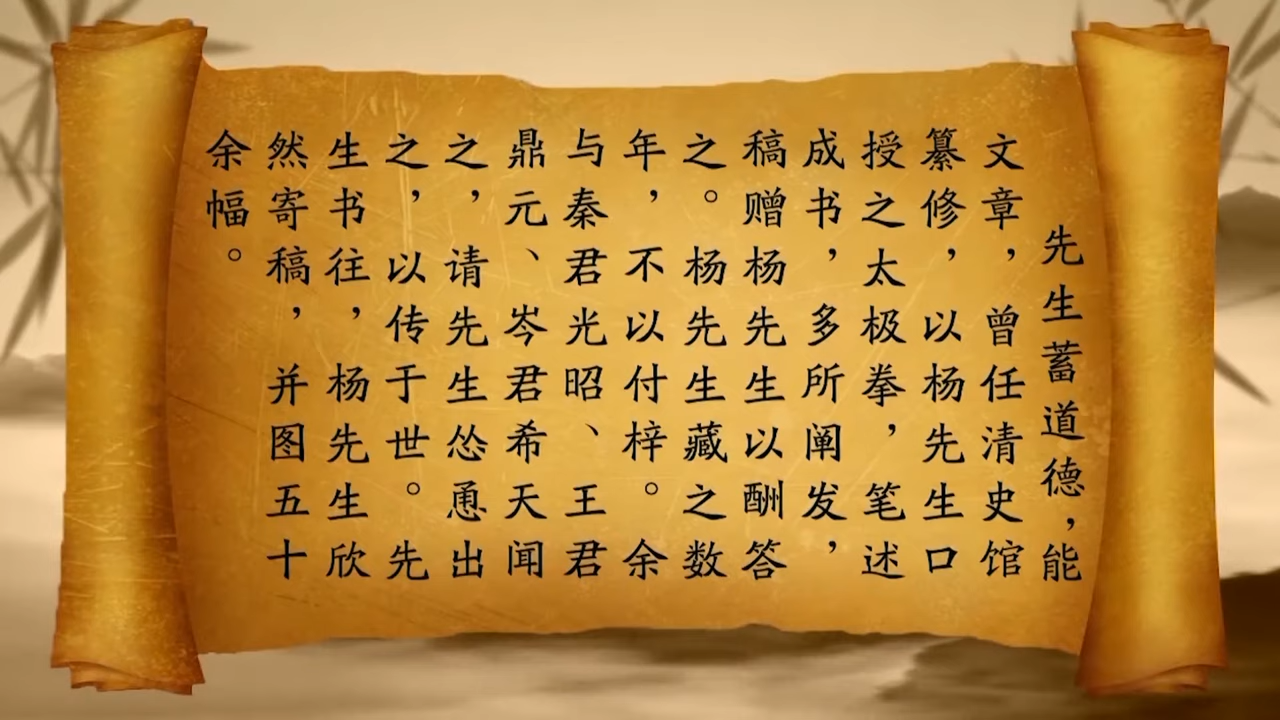 先生蓄道德，能
文章，曾任清史馆
纂修，以杨先生口
授之太极拳，笔述
成书，多所阐发，
稿赠杨先生以酬答
之。杨先生藏之数
年，不以付梓。余
与秦君光昭、王君
鼎元、岑君希天闻
之，请先生怂恿出
之，以传于世。先
生书往，杨先生欣
然寄稿，并图五十
余幅。